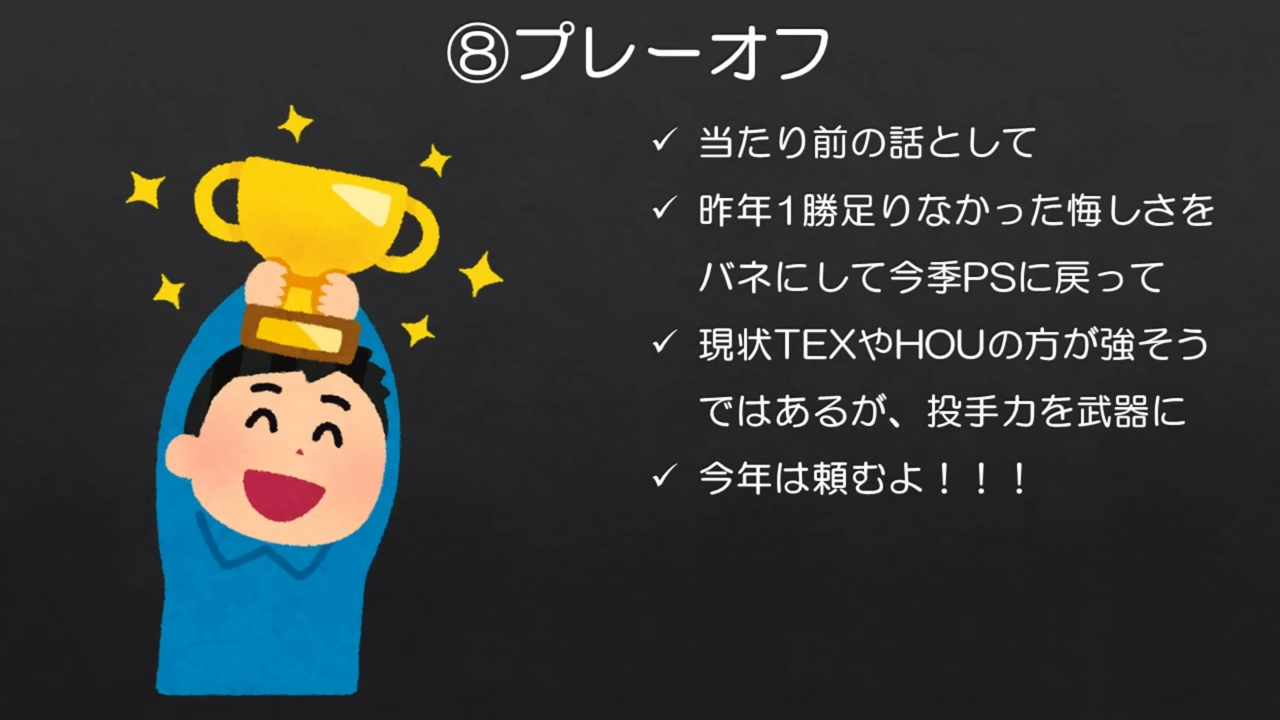 ⑧プレーオフ
✓ 当たり前の話として
✓ 昨年1勝足りなかった悔しさを
バネにして今季PSに戻って
✓ 現状TEXやHOUの方が強そう
ではあるが、投手力を武器に
✓ 今年は頼むよ！！！